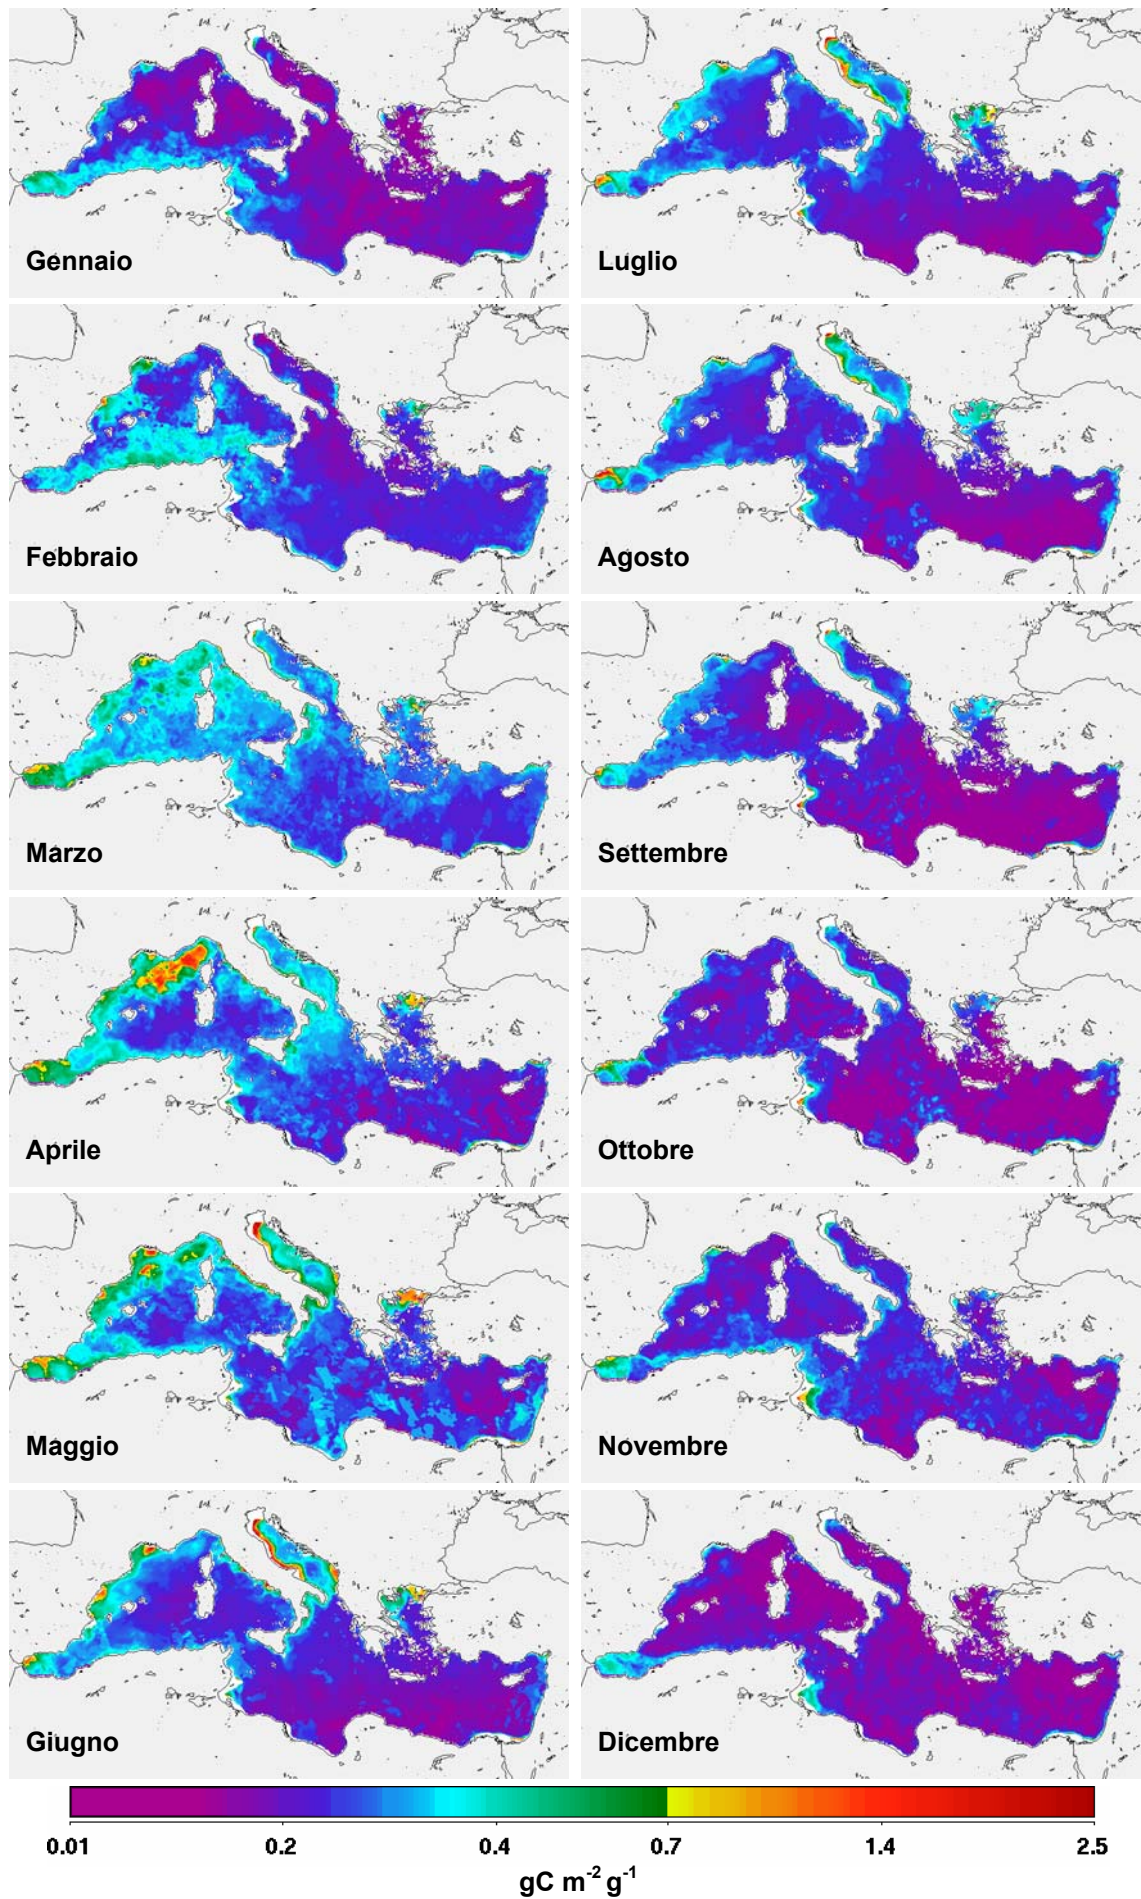 Gennaio
Luglio
Febbraio
Agosto
Marzo
Settembre
Aprile
Ottobre
Maggio
Novembre
Giugno
Dicembre
0.01 0.2 0.4 0.7 1.4 2.5
gC m⁻² g⁻¹